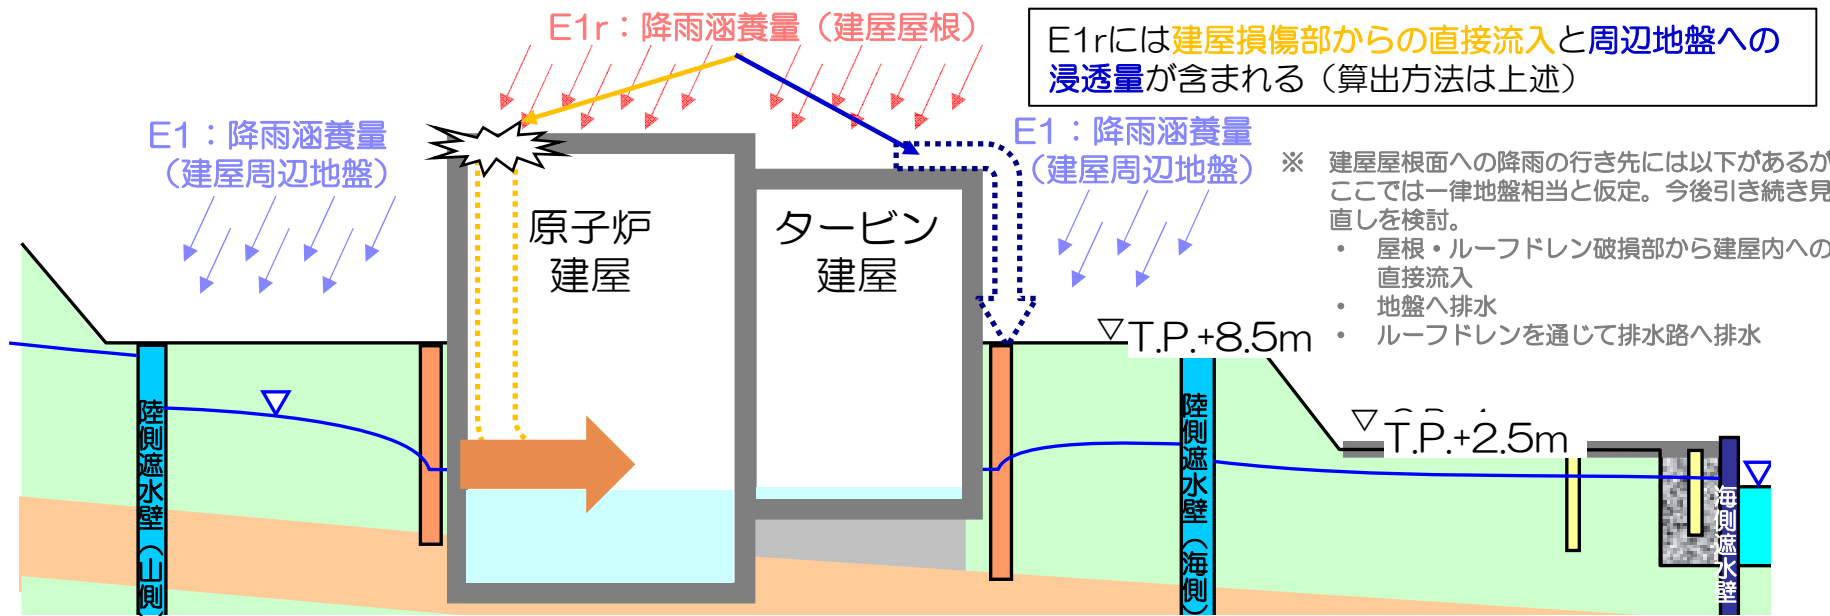 E1r：降雨涵養量（建屋屋根）
E1rには建屋損傷部からの直接流入と周辺地盤への
浸透量が含まれる（算出方法は上述）
E1：降雨涵養量
（建屋周辺地盤）
E1：降雨涵養量
（建屋周辺地盤）
※ 建屋屋根面への降雨の行き先には以下があるが
ここでは一律地盤相当と仮定。今後引き続き見
直しを検討。
・ 屋根・ルーフドレン破損部から建屋内への
直接流入
・ 地盤へ排水
・ ルーフドレンを通じて排水路へ排水
原子炉
建屋
タービン
建屋
▽T.P.+8.5m
▽T.P.+2.5m
陸側遮水壁（山側）
陸側遮水壁（海側）
海側遮水壁